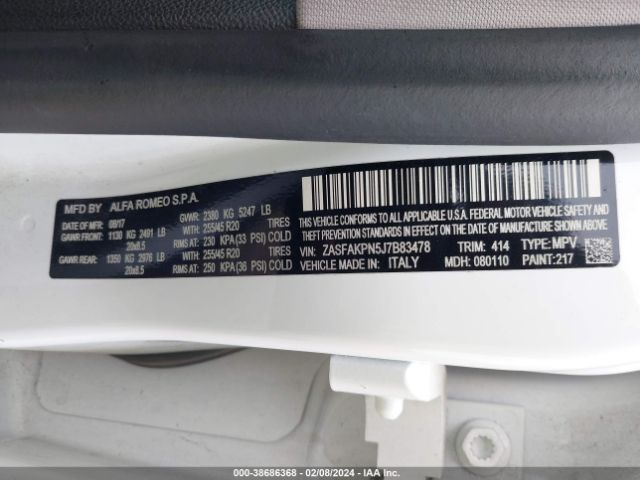 MFD BY ALFA ROMEO S.P.A.
DATE OF MFR: 08/17 GVWR: 2380 KG 5247 LB
GAWR FRONT: 1130 KG 2491 LB WITH: 255/45 R20 TIRES
20x8.5 RIMS AT: 230 KPA (33 PSI) COLD
GAWR REAR: 1350 KG 2976 LB WITH: 255/45 R20 TIRES
20x8.5 RIMS AT: 250 KPA (36 PSI) COLD
THIS VEHICLE CONFORMS TO ALL APPLICABLE U.S.A. FEDERAL MOTOR VEHICLE SAFETY AND
THEFT PREVENTION STANDARDS IN EFFECT ON THE DATE OF MANUFACTURE SHOWN ABOVE.
VIN: ZASFAKPN5J7B83478 TRIM: 414 TYPE: MPV
VEHICLE MADE IN: ITALY MDH: 080110 PAINT: 217
000-38686368 - 02/08/2024 - IAA Inc.